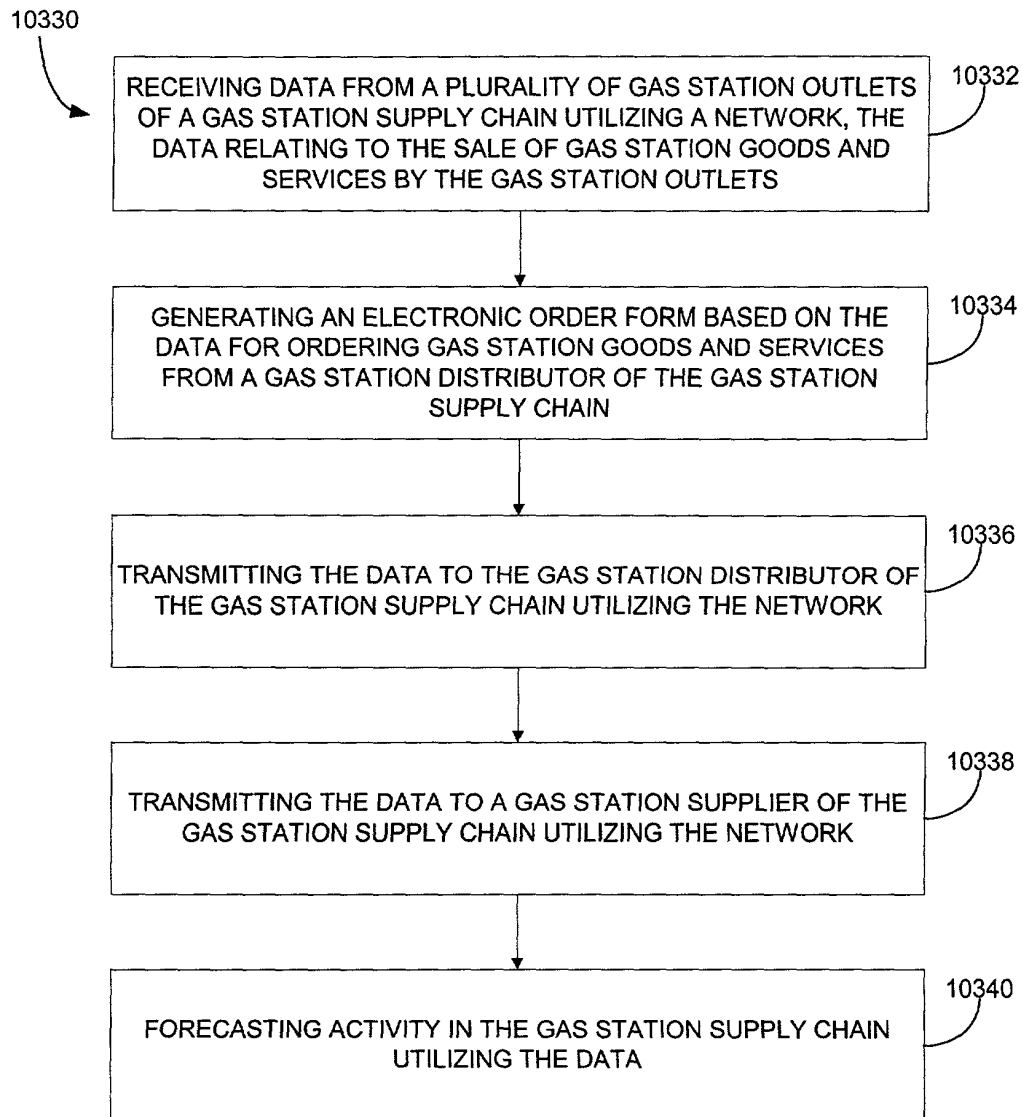 10330
RECEIVING DATA FROM A PLURALITY OF GAS STATION OUTLETS
OF A GAS STATION SUPPLY CHAIN UTILIZING A NETWORK, THE
DATA RELATING TO THE SALE OF GAS STATION GOODS AND
SERVICES BY THE GAS STATION OUTLETS
10332
GENERATING AN ELECTRONIC ORDER FORM BASED ON THE
DATA FOR ORDERING GAS STATION GOODS AND SERVICES
FROM A GAS STATION DISTRIBUTOR OF THE GAS STATION
SUPPLY CHAIN
10334
TRANSMITTING THE DATA TO THE GAS STATION DISTRIBUTOR OF
THE GAS STATION SUPPLY CHAIN UTILIZING THE NETWORK
10336
TRANSMITTING THE DATA TO A GAS STATION SUPPLIER OF THE
GAS STATION SUPPLY CHAIN UTILIZING THE NETWORK
10338
FORECASTING ACTIVITY IN THE GAS STATION SUPPLY CHAIN
UTILIZING THE DATA
10340